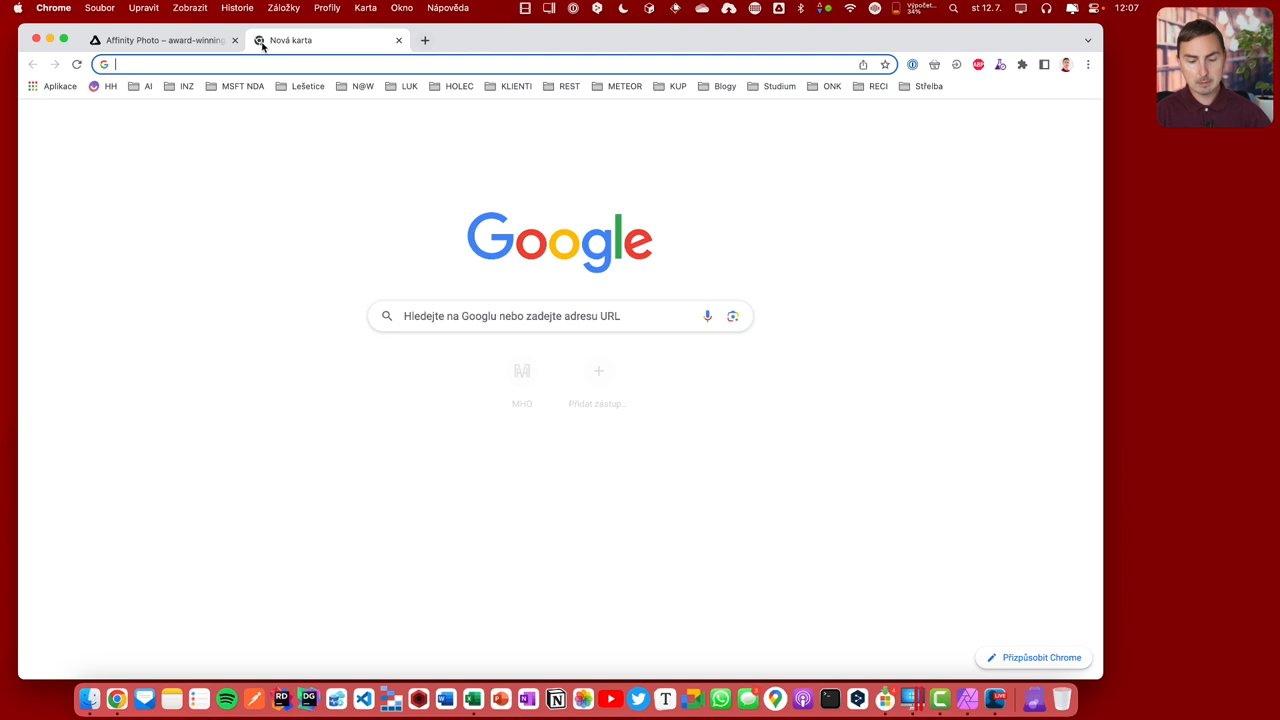 Chrome Soubor Upravit Zobrazit Historie Záložky Profily Karta Okno Nápověda Výpočet... 34% st 12.7. 12:07
Affinity Photo – award-winning Nová karta
Aplikace HH AI INZ MSFT NDA Lešetice N@W LUK HOLEC KLIENTI REST METEOR KUP Blogy Studium ONK RECI Střelba
Google
Hledejte na Googlu nebo zadejte adresu URL
MHO Přidat zástup...
Přizpůsobit Chrome